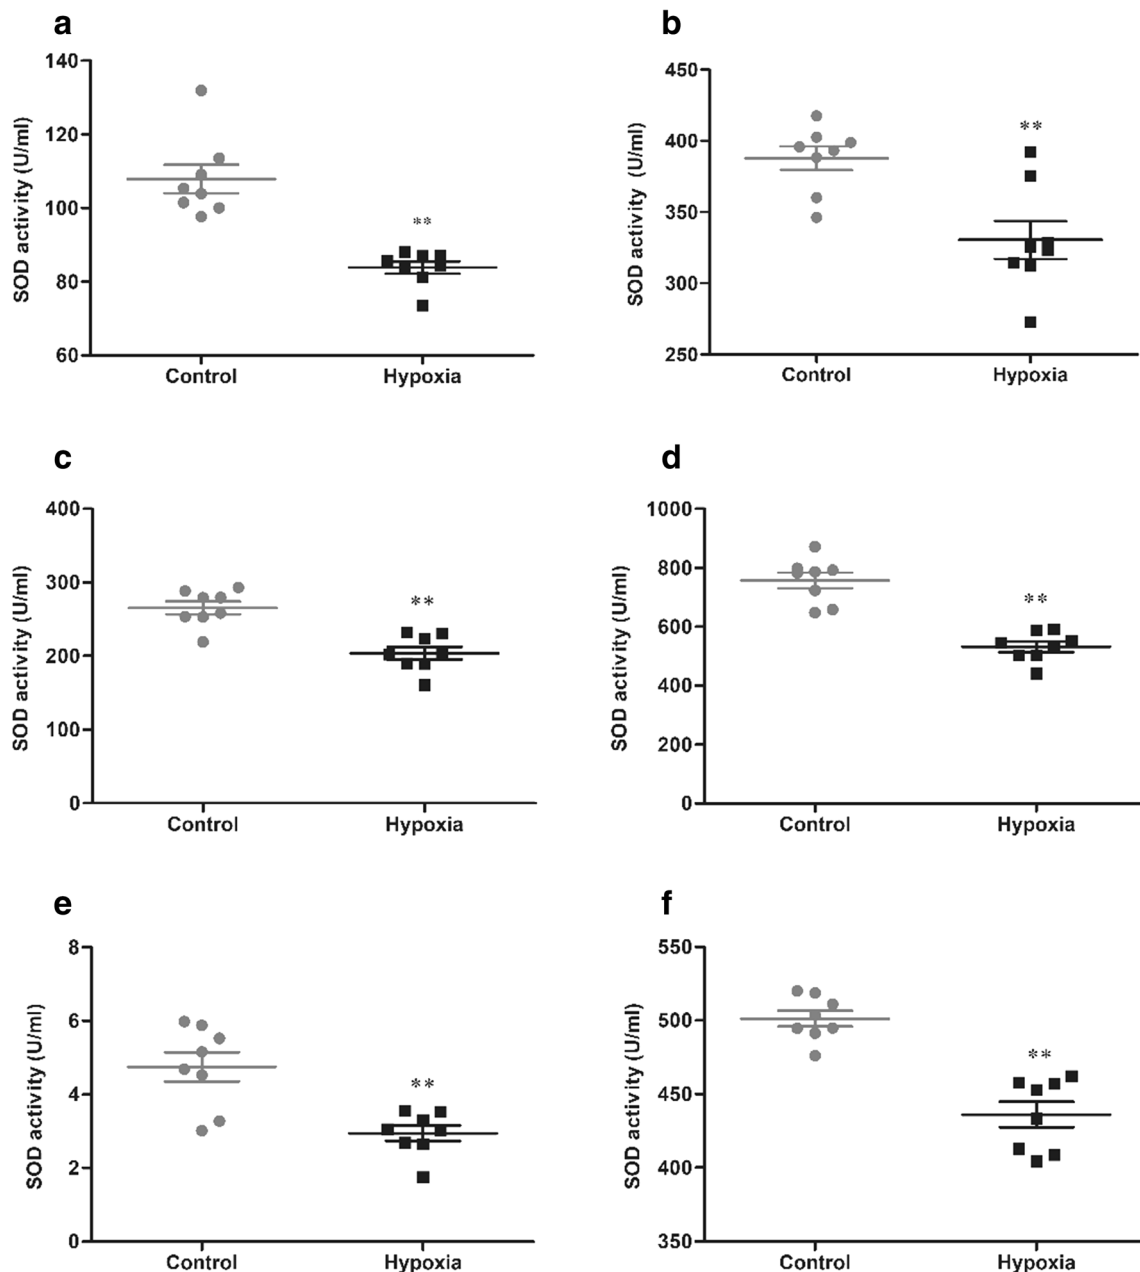 a
140
120
100
80
60
SOD activity (U/ml)
**
Control
Hypoxia
b
450
400
350
300
250
SOD activity (U/ml)
**
Control
Hypoxia
c
400
300
200
100
0
SOD activity (U/ml)
**
Control
Hypoxia
d
1000
800
600
400
200
0
SOD activity (U/ml)
**
Control
Hypoxia
e
8
6
4
2
0
SOD activity (U/ml)
**
Control
Hypoxia
f
550
500
450
400
350
SOD activity (U/ml)
**
Control
Hypoxia